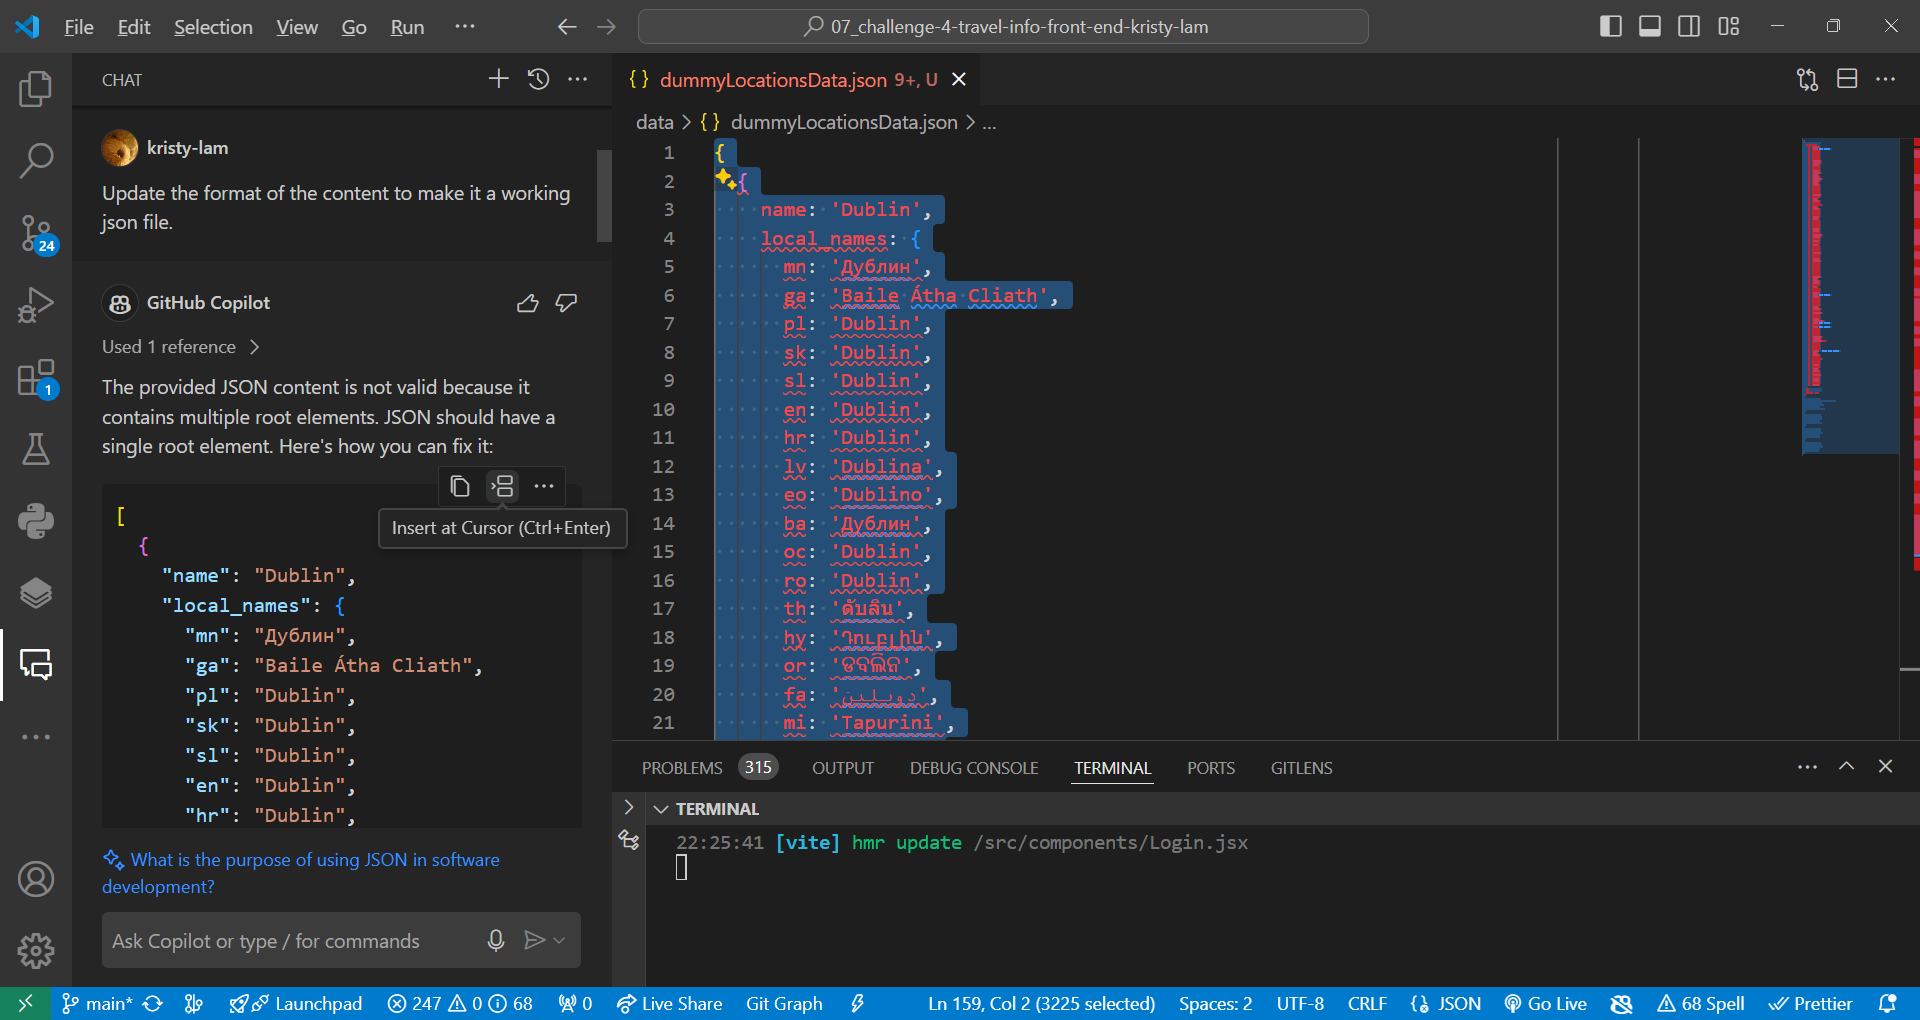 File Edit Selection View Go Run ··· 07_challenge-4-travel-info-front-end-kristy-lam
CHAT
kristy-lam
Update the format of the content to make it a working
json file.
GitHub Copilot
Used 1 reference
The provided JSON content is not valid because it
contains multiple root elements. JSON should have a
single root element. Here's how you can fix it:
Insert at Cursor (Ctrl+Enter)
[
{
"name": "Dublin",
"local_names": {
"mn": "Дублин",
"ga": "Baile Átha Cliath",
"pl": "Dublin",
"sk": "Dublin",
"sl": "Dublin",
"en": "Dublin",
"hr": "Dublin",
What is the purpose of using JSON in software
development?
Ask Copilot or type / for commands
24
1
{} dummyLocationsData.json 9+, U
data > {} dummyLocationsData.json > ...
1 {
2 {
3 name: 'Dublin',
4 local_names: {
5 mn: 'Дублин',
6 ga: 'Baile Átha Cliath',
7 pl: 'Dublin',
8 sk: 'Dublin',
9 sl: 'Dublin',
10 en: 'Dublin',
11 hr: 'Dublin',
12 lv: 'Dublina',
13 eo: 'Dublino',
14 ba: 'Дублин',
15 oc: 'Dublin',
16 ro: 'Dublin',
17 th: 'ดับลิน',
18 hy: 'Դուբլին',
19 or: 'ଡବଲିନ',
20 fa: 'دوبلین',
21 mi: 'Tapurini',
PROBLEMS 315 OUTPUT DEBUG CONSOLE TERMINAL PORTS GITLENS
TERMINAL
22:25:41 [vite] hmr update /src/components/Login.jsx
main* Launchpad 247 0 68 0 Live Share Git Graph Ln 159, Col 2 (3225 selected) Spaces: 2 UTF-8 CRLF JSON Go Live 68 Spell Prettier